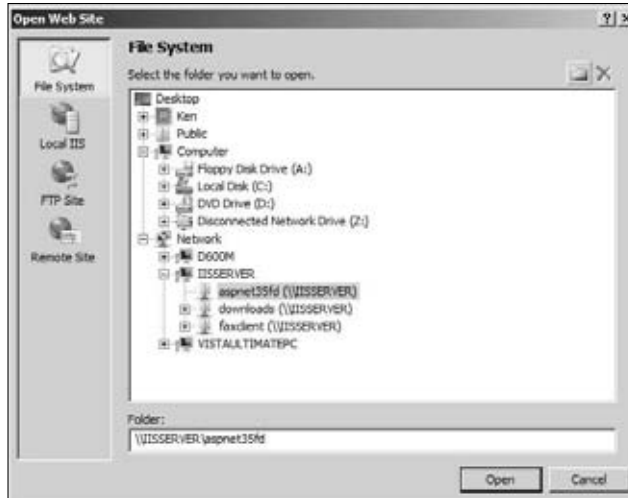 Open Web Site
File System
Select the folder you want to open.
File System
Local IIS
FTP Site
Remote Site
Desktop
Ken
Public
Computer
Floppy Disk Drive (A:)
Local Disk (C:)
DVD Drive (D:)
Disconnected Network Drive (Z:)
Network
D600M
IISSERVER
aspnet35fd (\\IISSERVER)
downloads (\\IISSERVER)
faxclient (\\IISSERVER)
VISTAULTIMATEPC
Folder:
\\IISSERVER\aspnet35fd
Open
Cancel